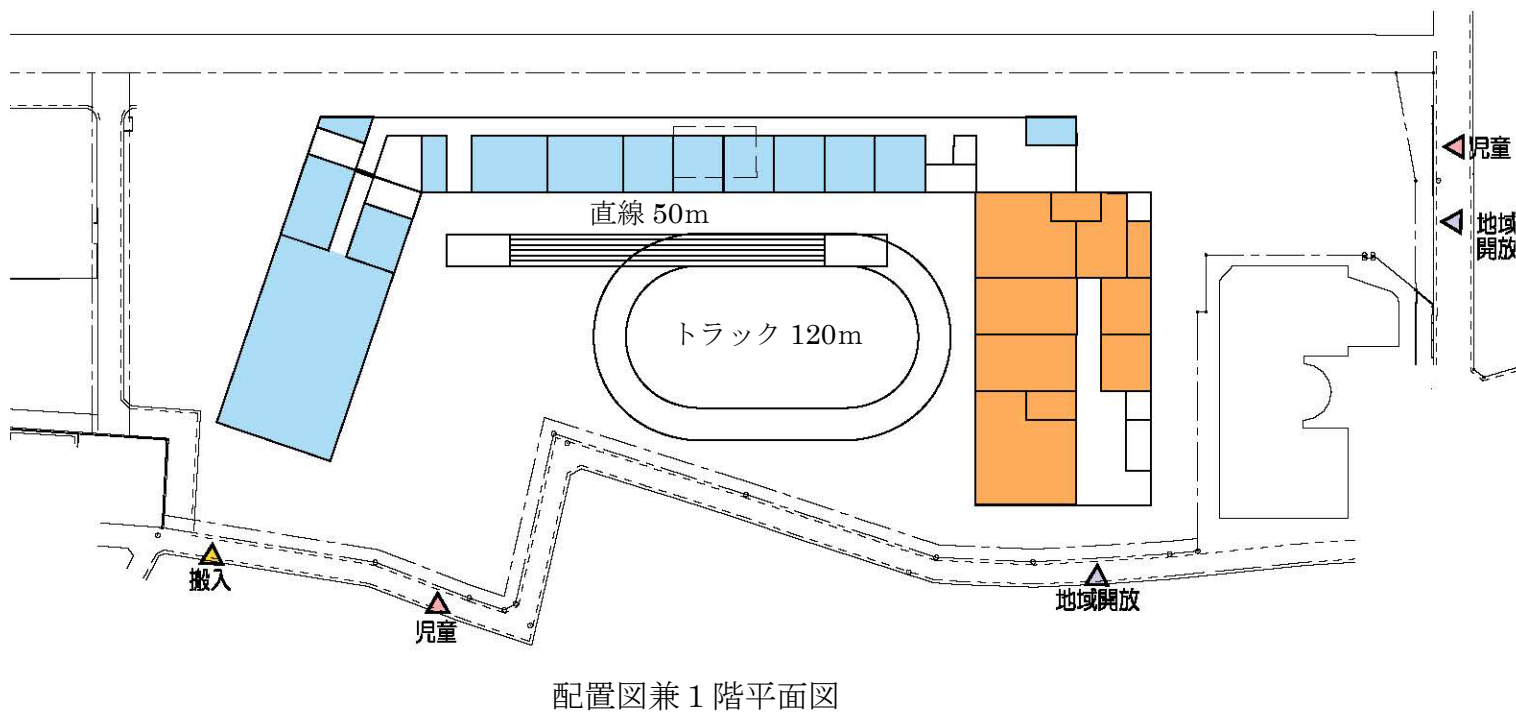 児童
地域
開放
直線 50m
トラック 120m
搬入
児童
地域開放
配置図兼１階平面図